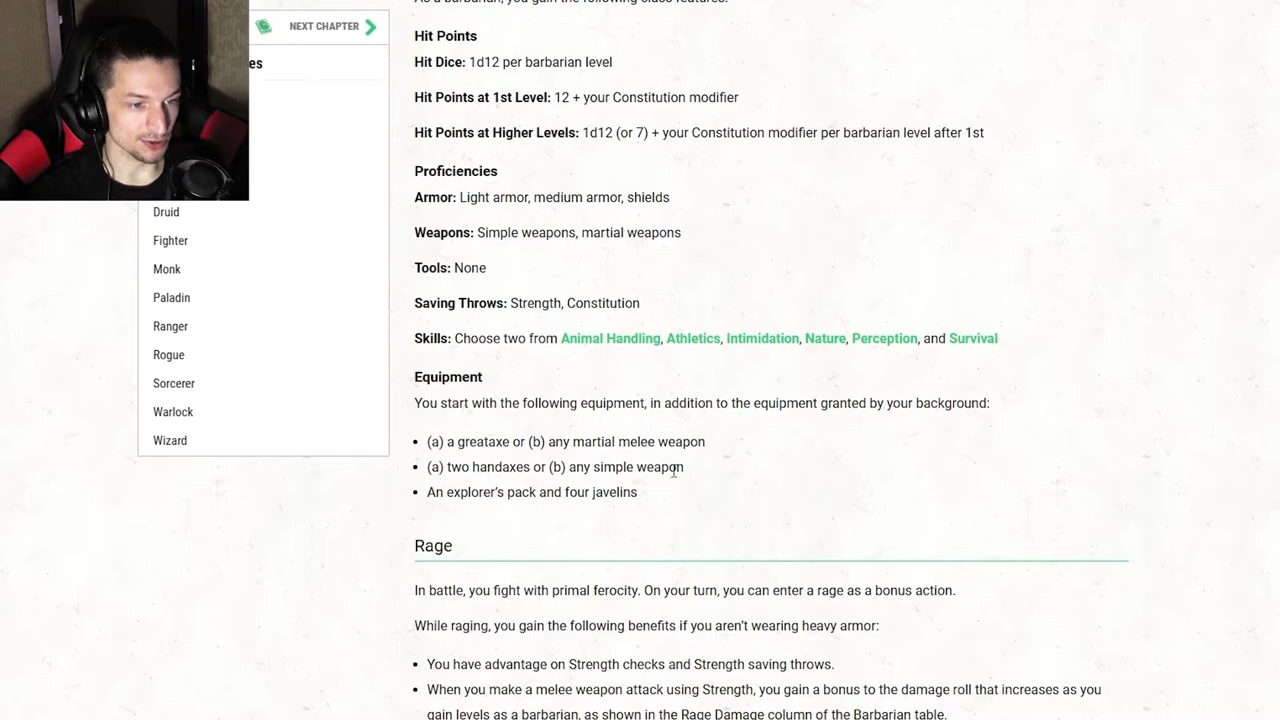 As a barbarian, you gain the following class features.
NEXT CHAPTER
es
Druid
Fighter
Monk
Paladin
Ranger
Rogue
Sorcerer
Warlock
Wizard
Hit Points
Hit Dice: 1d12 per barbarian level
Hit Points at 1st Level: 12 + your Constitution modifier
Hit Points at Higher Levels: 1d12 (or 7) + your Constitution modifier per barbarian level after 1st
Proficiencies
Armor: Light armor, medium armor, shields
Weapons: Simple weapons, martial weapons
Tools: None
Saving Throws: Strength, Constitution
Skills: Choose two from Animal Handling, Athletics, Intimidation, Nature, Perception, and Survival
Equipment
You start with the following equipment, in addition to the equipment granted by your background:
• (a) a greataxe or (b) any martial melee weapon
• (a) two handaxes or (b) any simple weapon
• An explorer's pack and four javelins
Rage
In battle, you fight with primal ferocity. On your turn, you can enter a rage as a bonus action.
While raging, you gain the following benefits if you aren't wearing heavy armor:
• You have advantage on Strength checks and Strength saving throws.
• When you make a melee weapon attack using Strength, you gain a bonus to the damage roll that increases as you
gain levels as a barbarian, as shown in the Rage Damage column of the Barbarian table.